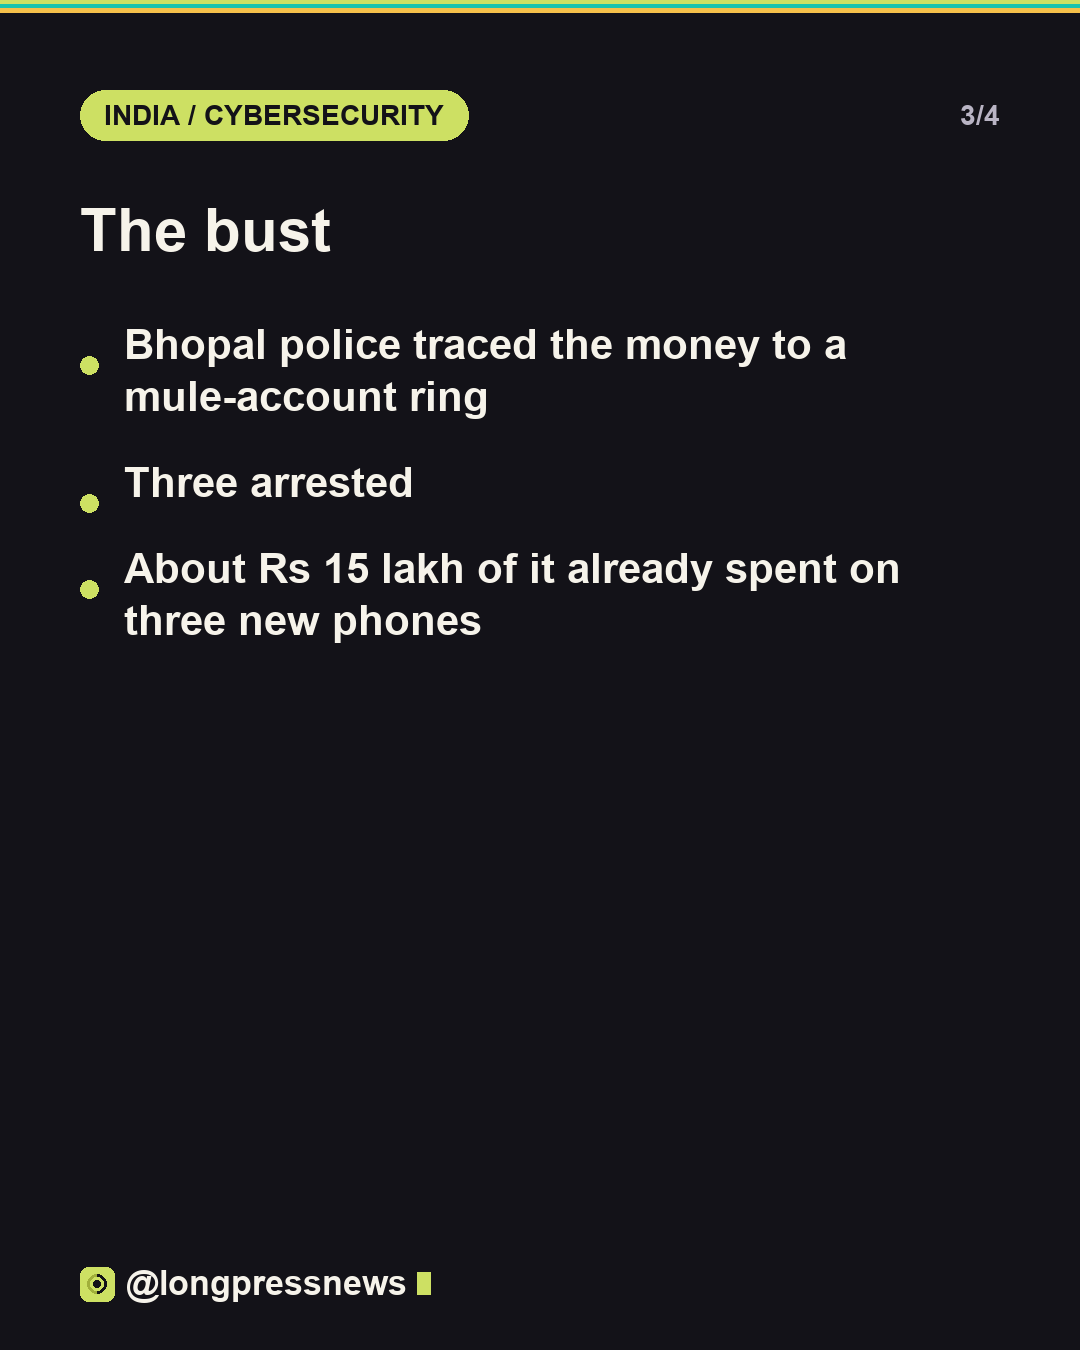 INDIA / CYBERSECURITY
3/4
The bust
Bhopal police traced the money to a
mule-account ring
Three arrested
About Rs 15 lakh of it already spent on
three new phones
@longpressnews